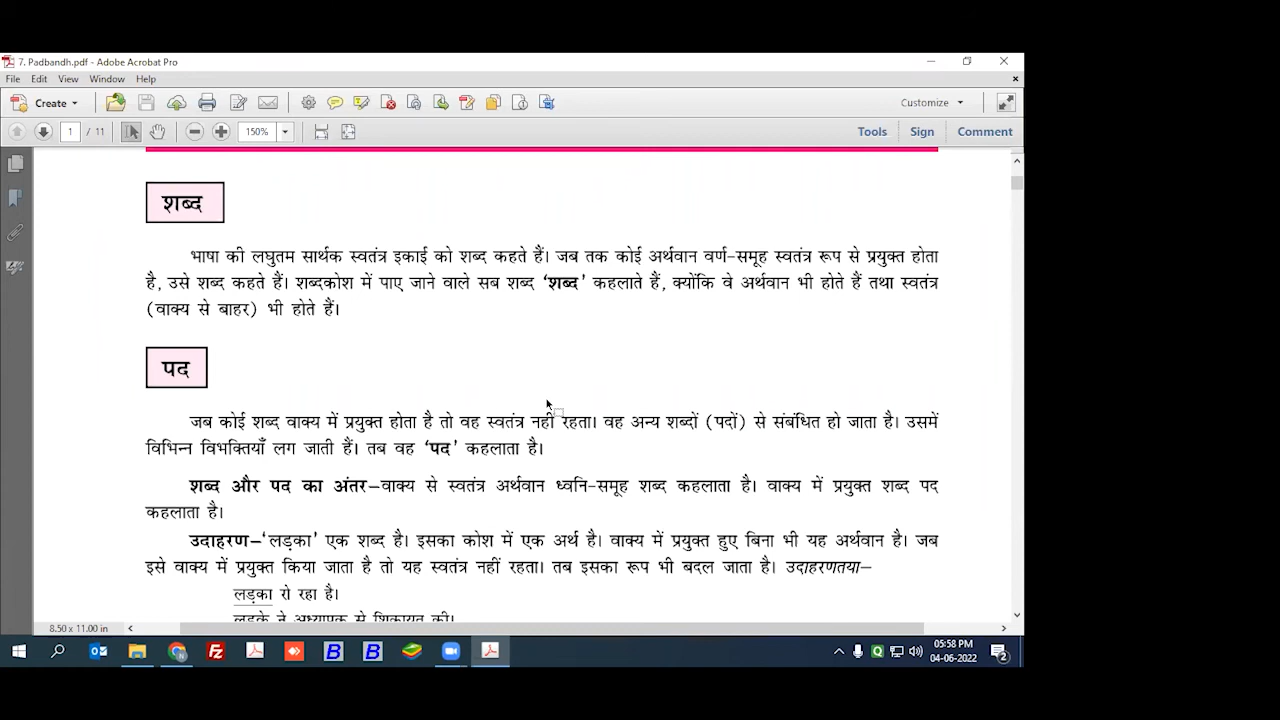 7. Padbandh.pdf - Adobe Acrobat Pro
File Edit View Window Help
Create
Customize
1 / 11
150%
Tools Sign Comment
शब्द
भाषा की लघुतम सार्थक स्वतंत्र इकाई को शब्द कहते हैं। जब तक कोई अर्थवान वर्ण-समूह स्वतंत्र रूप से प्रयुक्त होता
है, उसे शब्द कहते हैं। शब्दकोश में पाए जाने वाले सब शब्द ‘शब्द’ कहलाते हैं, क्योंकि वे अर्थवान भी होते हैं तथा स्वतंत्र
(वाक्य से बाहर) भी होते हैं।
पद
जब कोई शब्द वाक्य में प्रयुक्त होता है तो वह स्वतंत्र नहीं रहता। वह अन्य शब्दों (पदों) से संबंधित हो जाता है। उसमें
विभिन्न विभक्तियाँ लग जाती हैं। तब वह ‘पद’ कहलाता है।
शब्द और पद का अंतर–वाक्य से स्वतंत्र अर्थवान ध्वनि-समूह शब्द कहलाता है। वाक्य में प्रयुक्त शब्द पद
कहलाता है।
उदाहरण–‘लड़का’ एक शब्द है। इसका कोश में एक अर्थ है। वाक्य में प्रयुक्त हुए बिना भी यह अर्थवान है। जब
इसे वाक्य में प्रयुक्त किया जाता है तो यह स्वतंत्र नहीं रहता। तब इसका रूप भी बदल जाता है। उदाहरणतया–
लड़का रो रहा है।
लड़के ने अध्यापक से शिकायत की।
8.50 x 11.00 in
05:58 PM
04-06-2022
2